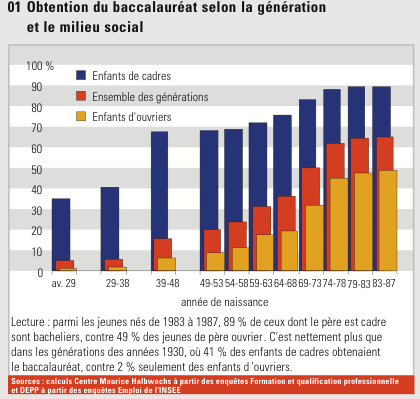 01 Obtention du baccalauréat selon la génération
et le milieu social
100 %
90
80
70
60
50
40
30
20
10
0
Enfants de cadres
Ensemble des générations
Enfants d'ouvriers
av. 29 29-38 39-48 49-53 54-58 59-63 64-68 69-73 74-78 79-83 83-87
année de naissance
Lecture : parmi les jeunes nés de 1983 à 1987, 89 % de ceux dont le père est cadre
sont bacheliers, contre 49 % des jeunes de père ouvrier. C'est nettement plus que
dans les générations des années 1930, où 41 % des enfants de cadres obtenaient
le baccalauréat, contre 2 % seulement des enfants d'ouvriers.
Sources : calculs Centre Maurice Halbwachs à partir des enquêtes Formation et qualification professionnelle
et DEPP à partir des enquêtes Emploi de l'INSEE